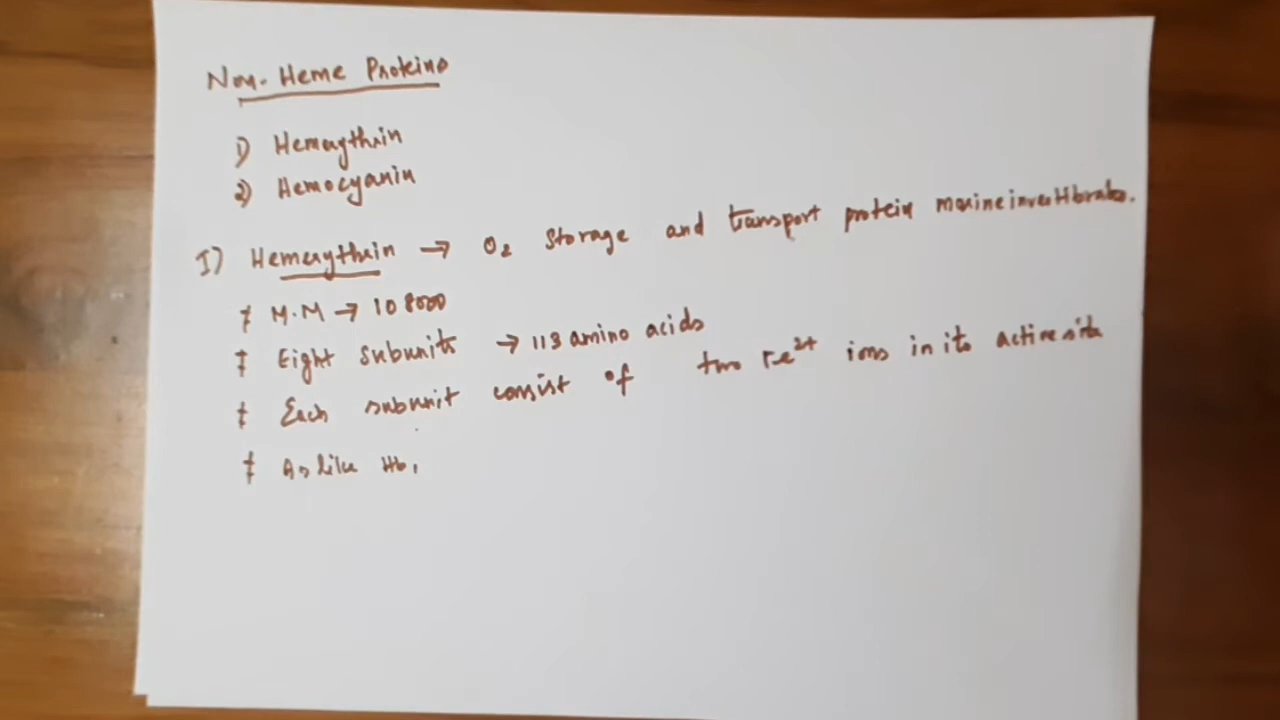 Non-Heme Proteins
1) Hemerythrin
2) Hemocyanin
I) Hemerythrin → O2 storage and transport protein marine invertibrates.
* M.M → 108000
* Eight subunits → 113 amino acids
* Each subunit consist of two Fe2+ ions in its active site
* As like Hb,